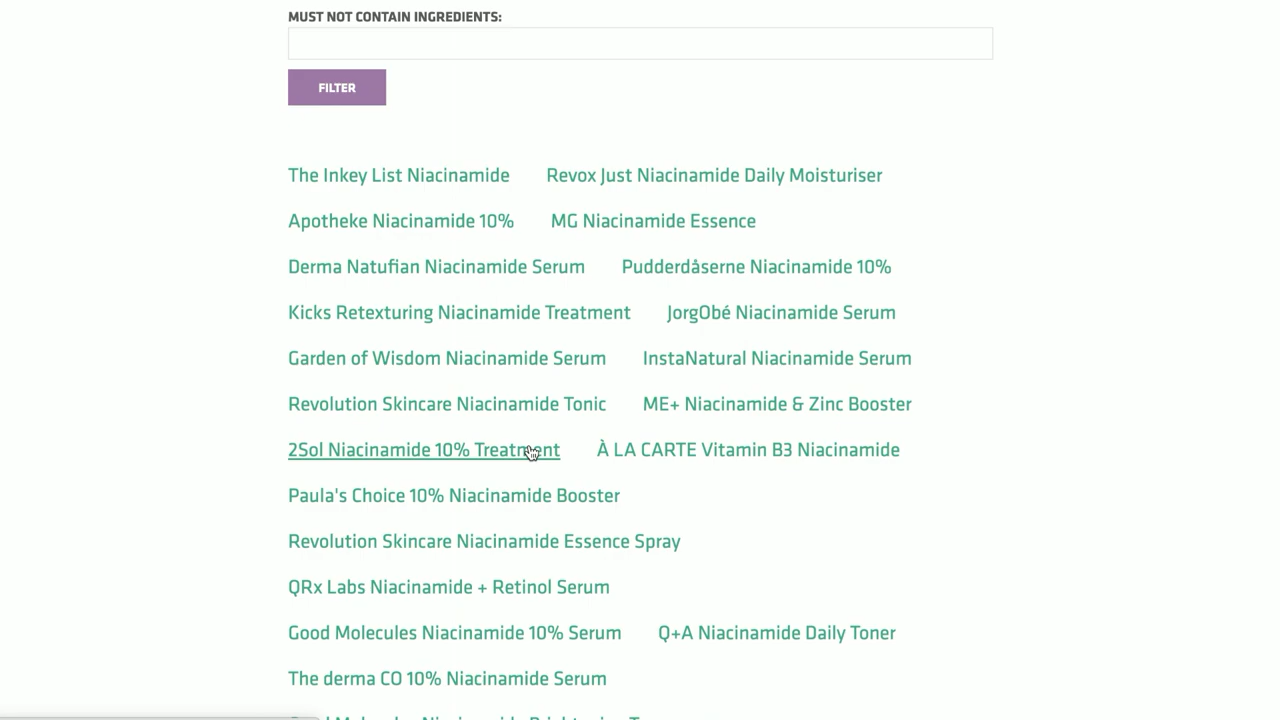 MUST NOT CONTAIN INGREDIENTS:
FILTER
The Inkey List Niacinamide Revox Just Niacinamide Daily Moisturiser
Apotheke Niacinamide 10% MG Niacinamide Essence
Derma Natufian Niacinamide Serum Pudderdåserne Niacinamide 10%
Kicks Retexturing Niacinamide Treatment JorgObé Niacinamide Serum
Garden of Wisdom Niacinamide Serum InstaNatural Niacinamide Serum
Revolution Skincare Niacinamide Tonic ME+ Niacinamide & Zinc Booster
2Sol Niacinamide 10% Treatment À LA CARTE Vitamin B3 Niacinamide
Paula's Choice 10% Niacinamide Booster
Revolution Skincare Niacinamide Essence Spray
QRx Labs Niacinamide + Retinol Serum
Good Molecules Niacinamide 10% Serum Q+A Niacinamide Daily Toner
The derma CO 10% Niacinamide Serum